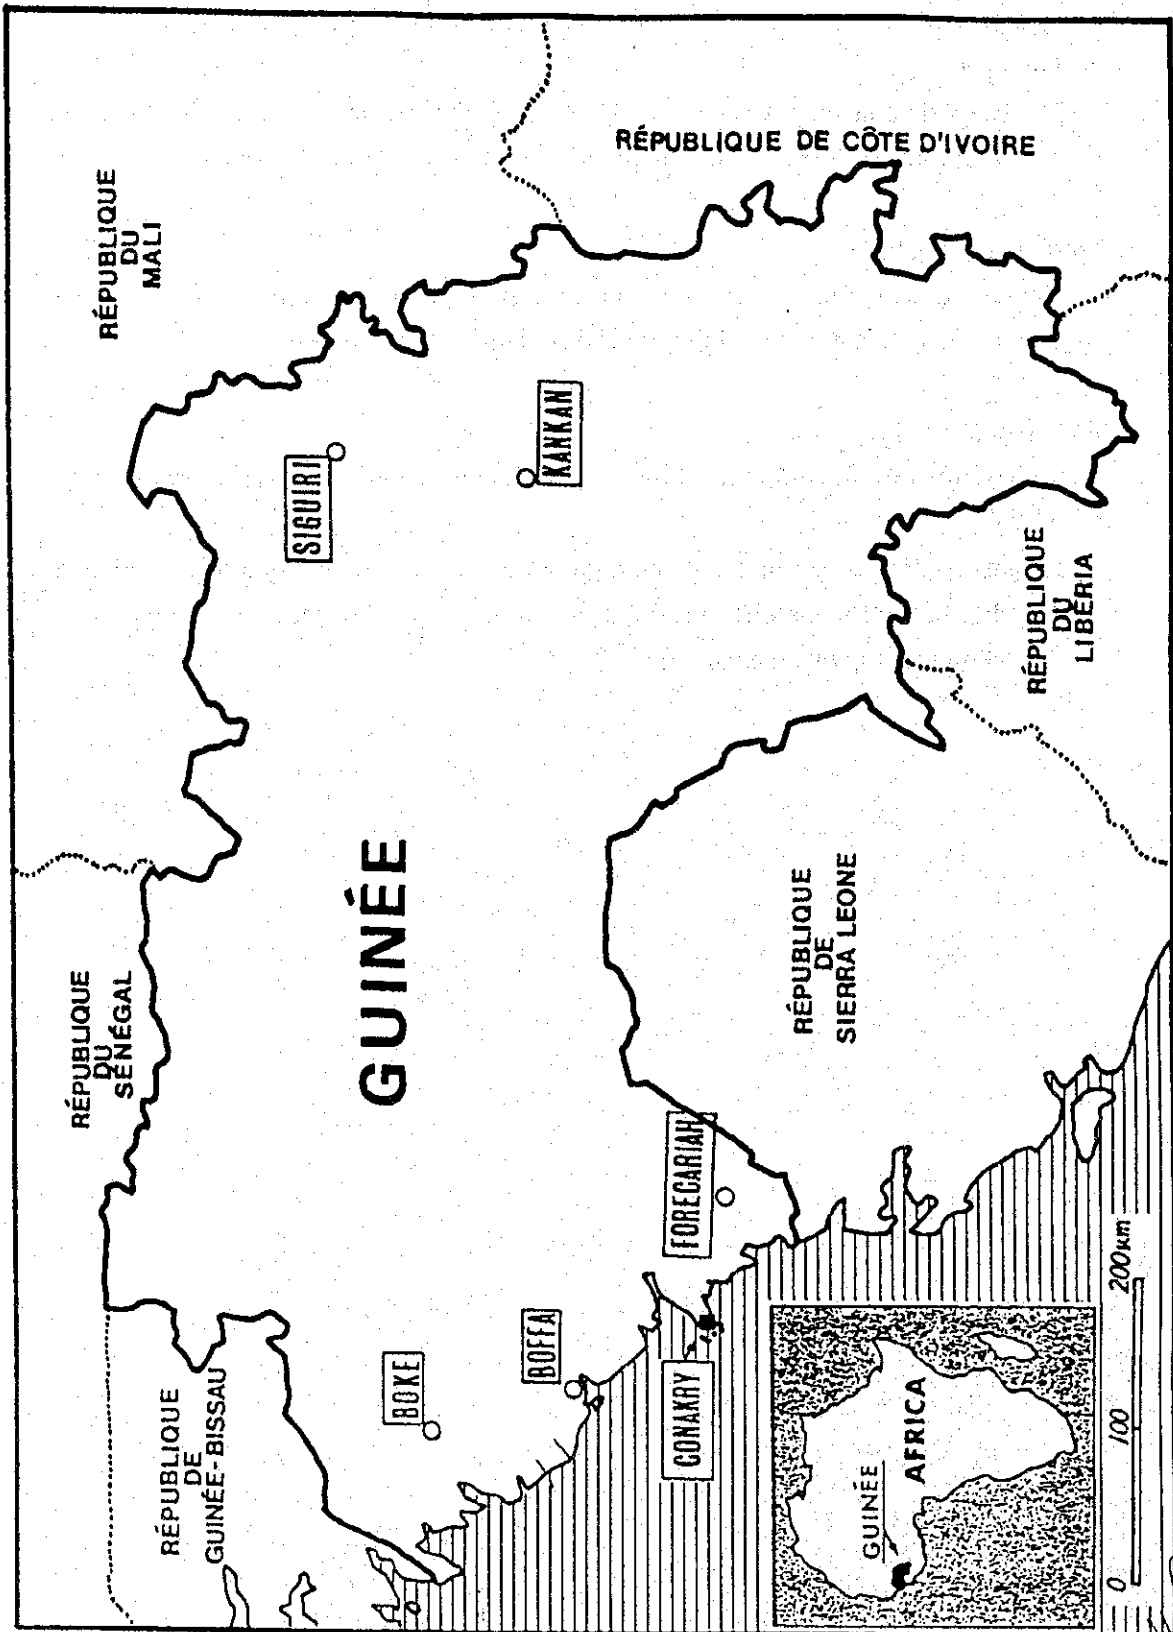 RÉPUBLIQUE
DU
SÉNÉGAL
RÉPUBLIQUE
DU
MALI
RÉPUBLIQUE
DE
GUINÉE-BISSAU
SIGUIRI
GUINÉE
BOKE
KANKAN
BOFFA
RÉPUBLIQUE DE CÔTE D'IVOIRE
FORECARIAH
CONAKRY
RÉPUBLIQUE
DE
SIERRA LEONE
RÉPUBLIQUE
DU
LIBÉRIA
GUINÉE
AFRICA
0 100 200km